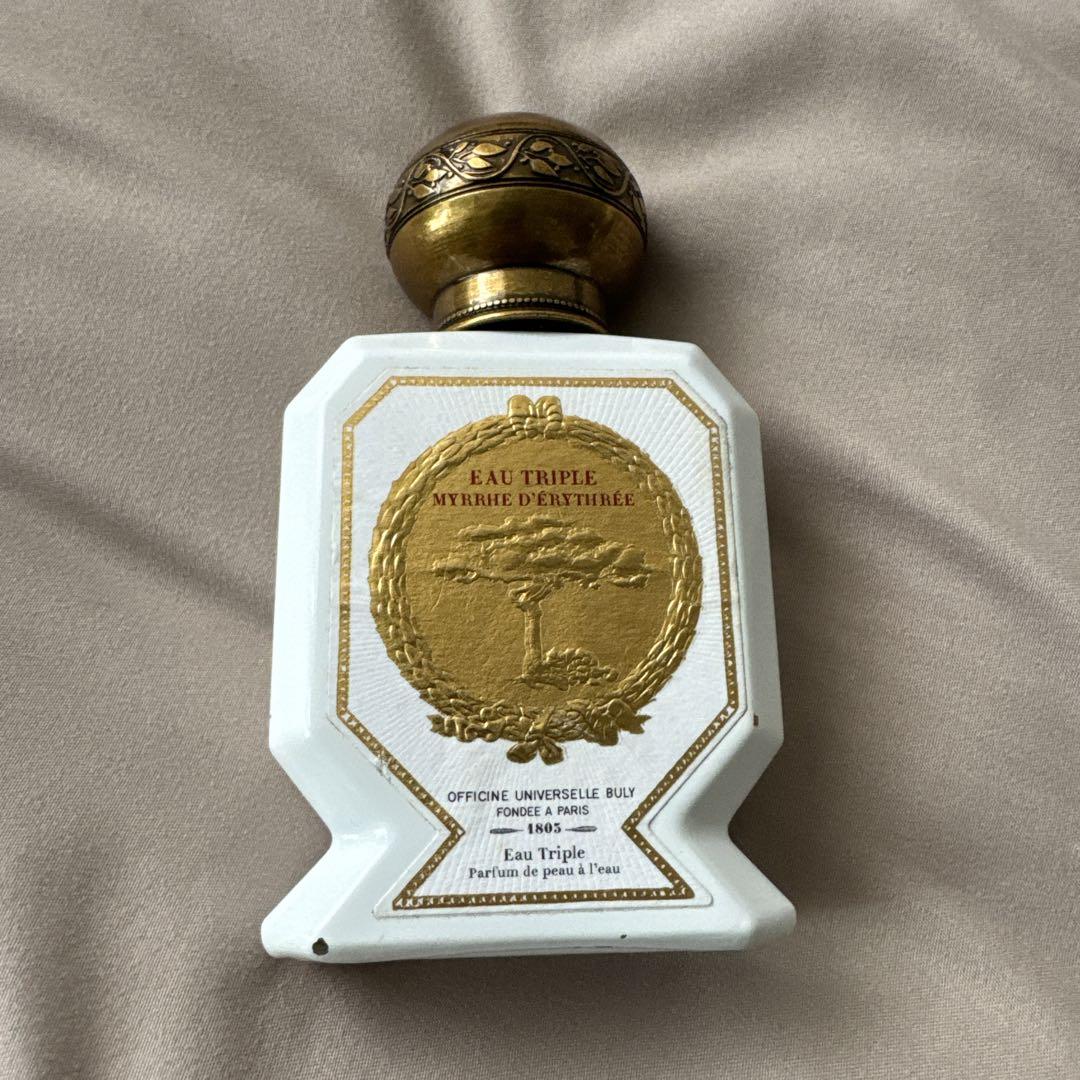 EAU TRIPLE
MYRRHE D'ÉRYTHRÉE
OFFICINE UNIVERSELLE BULY
FONDEE A PARIS
1803
Eau Triple
Parfum de peau à l'eau